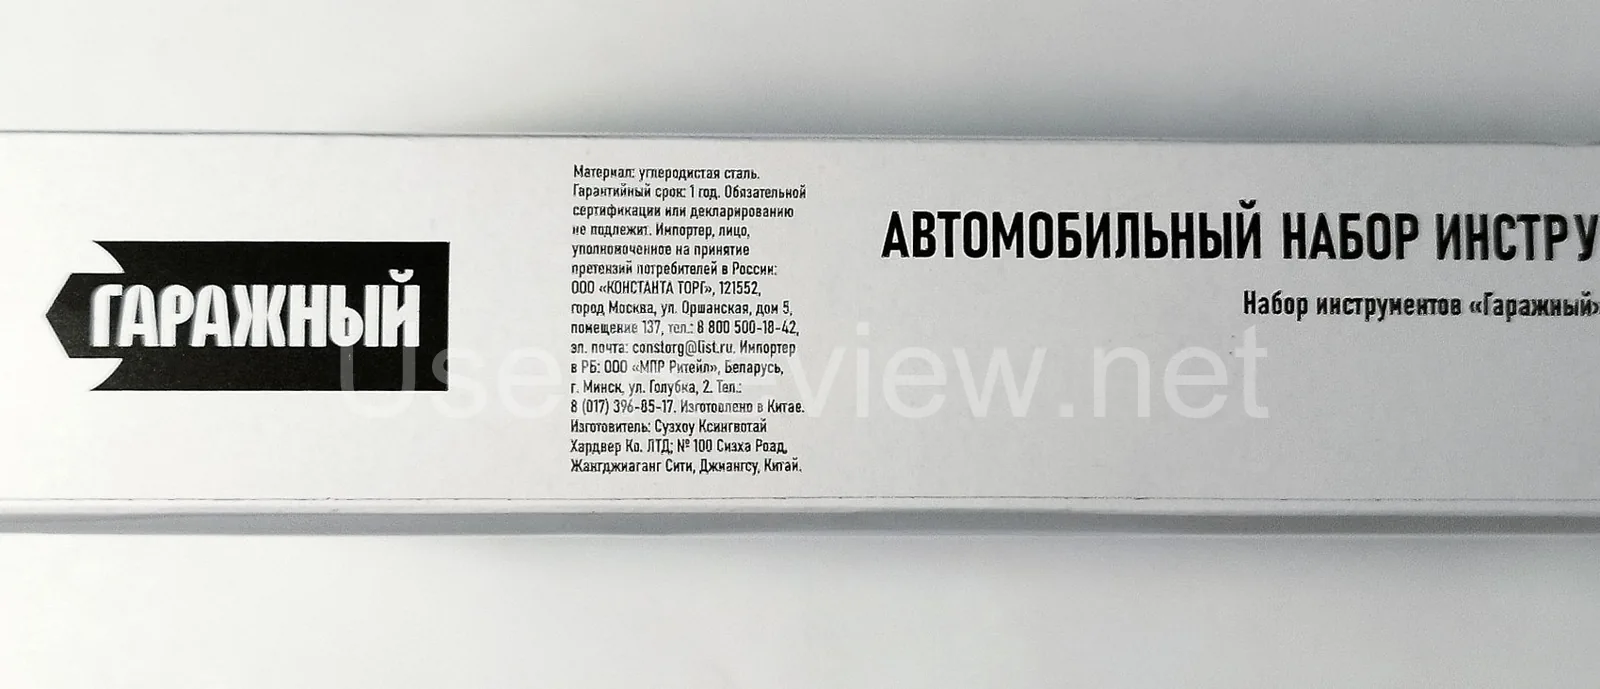 ГАРАЖНЫЙ
Материал: углеродистая сталь.
Гарантийный срок: 1 год. Обязательной
сертификации или декларированию
не подлежит. Импортер, лицо,
уполномоченное на принятие
претензий потребителей в России:
ООО «КОНСТАНТА ТОРГ», 121552,
город Москва, ул. Оршанская, дом 5,
помещение 137, тел.: 8 800 500-18-42,
эл. почта: constorg@list.ru. Импортер
в РБ: ООО «МПР Ритейл», Беларусь,
г. Минск, ул. Голубка, 2. Тел.:
8 (017) 396-85-17. Изготовлено в Китае.
Изготовитель: Сузхоу Ксингвотай
Хардвер Ко. ЛТД; № 100 Сизха Роад,
Жангджиаганг Сити, Джиангсу, Китай.
АВТОМОБИЛЬНЫЙ НАБОР ИНСТРУ
Набор инструментов «Гаражный»
UserReview.net